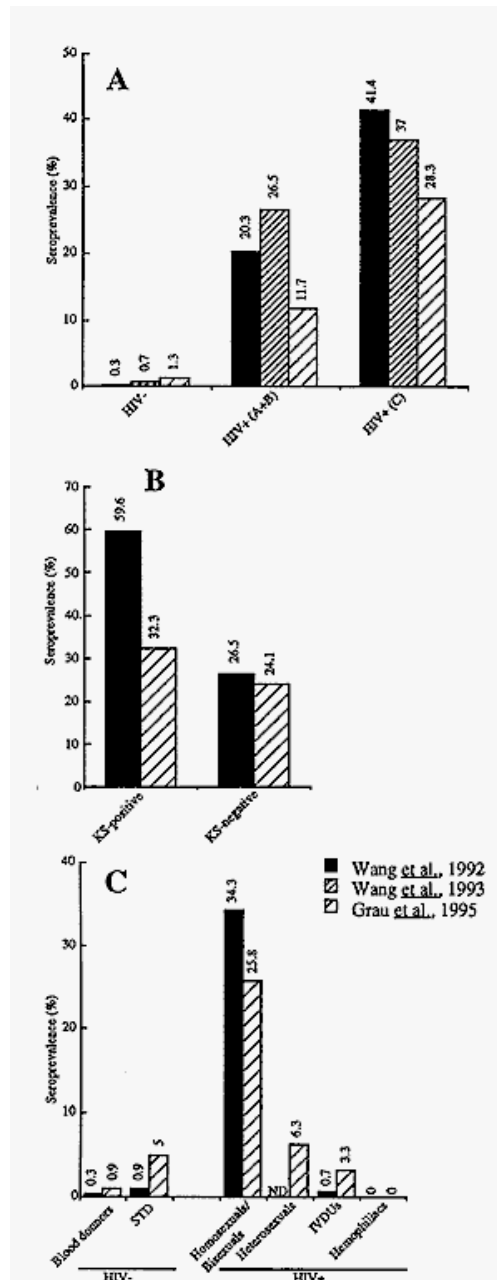 A
50
40
30
20
10
0
Seroprevalence (%)
0.3
0.7
1.3
20.3
26.5
11.7
41.4
37
28.3
HIV-
HIV+ (A+B)
HIV+ (C)
B
70
60
50
40
30
20
10
0
Seroprevalence (%)
59.6
32.3
26.5
24.1
KS-positive
KS-negative
C
40
30
20
10
0
Seroprevalence (%)
Wang et al., 1992
Wang et al., 1993
Grau et al., 1995
0.3
0.9
0.9
5
34.3
25.8
ND
6.3
0.7
3.3
0
0
Blood donners
STD
Homosexuals/
Bisexuals
Heterosexuals
IVDUs
Hemophiliacs
HIV-
HIV+